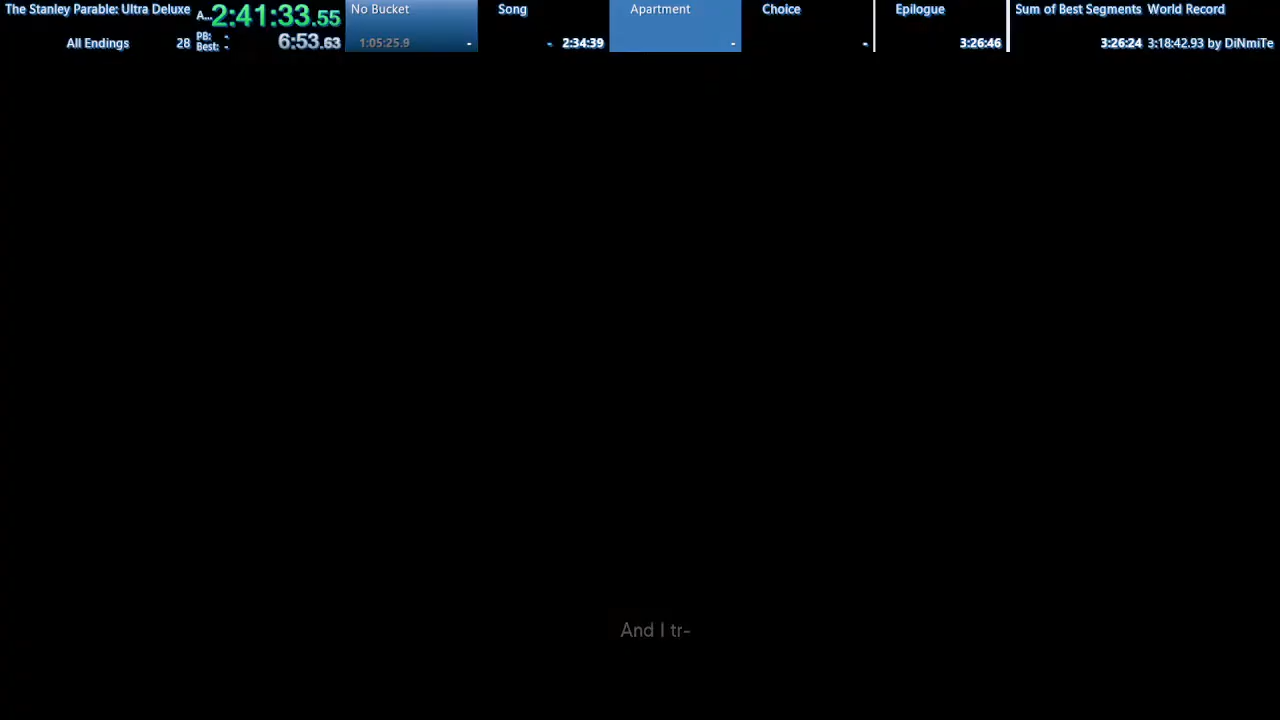 The Stanley Parable: Ultra Deluxe
All Endings 28
A... 2:41:33.55
PB: -
Best: -
6:53.63
No Bucket
1:05:25.9 -
Song
- 2:34:39
Apartment
-
Choice
-
Epilogue
3:26:46
Sum of Best Segments World Record
3:26:24 3:18:42.93 by DiNmiTe
And I tr-